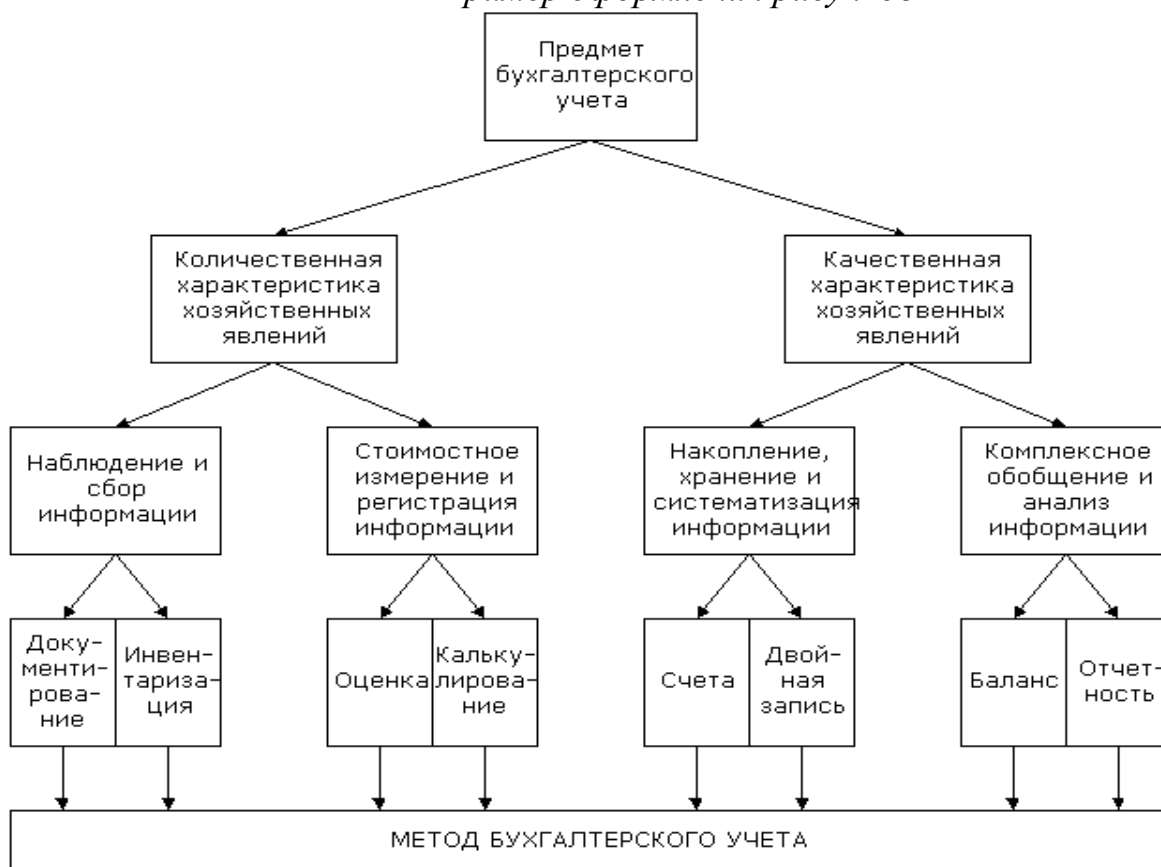 Предмет
бухгалтерского
учета
Количественная
характеристика
хозяйственных
явлений
Качественная
характеристика
хозяйственных
явлений
Наблюдение и
сбор
информации
Стоимостное
измерение и
регистрация
информации
Накопление,
хранение и
систематизация
информации
Комплексное
обобщение и
анализ
информации
Доку-
менти-
рова-
ние
Инвен-
тариза-
ция
Оценка
Кальку-
лирова-
ние
Счета
Двой-
ная
запись
Баланс
Отчет-
ность
МЕТОД БУХГАЛТЕРСКОГО УЧЕТА